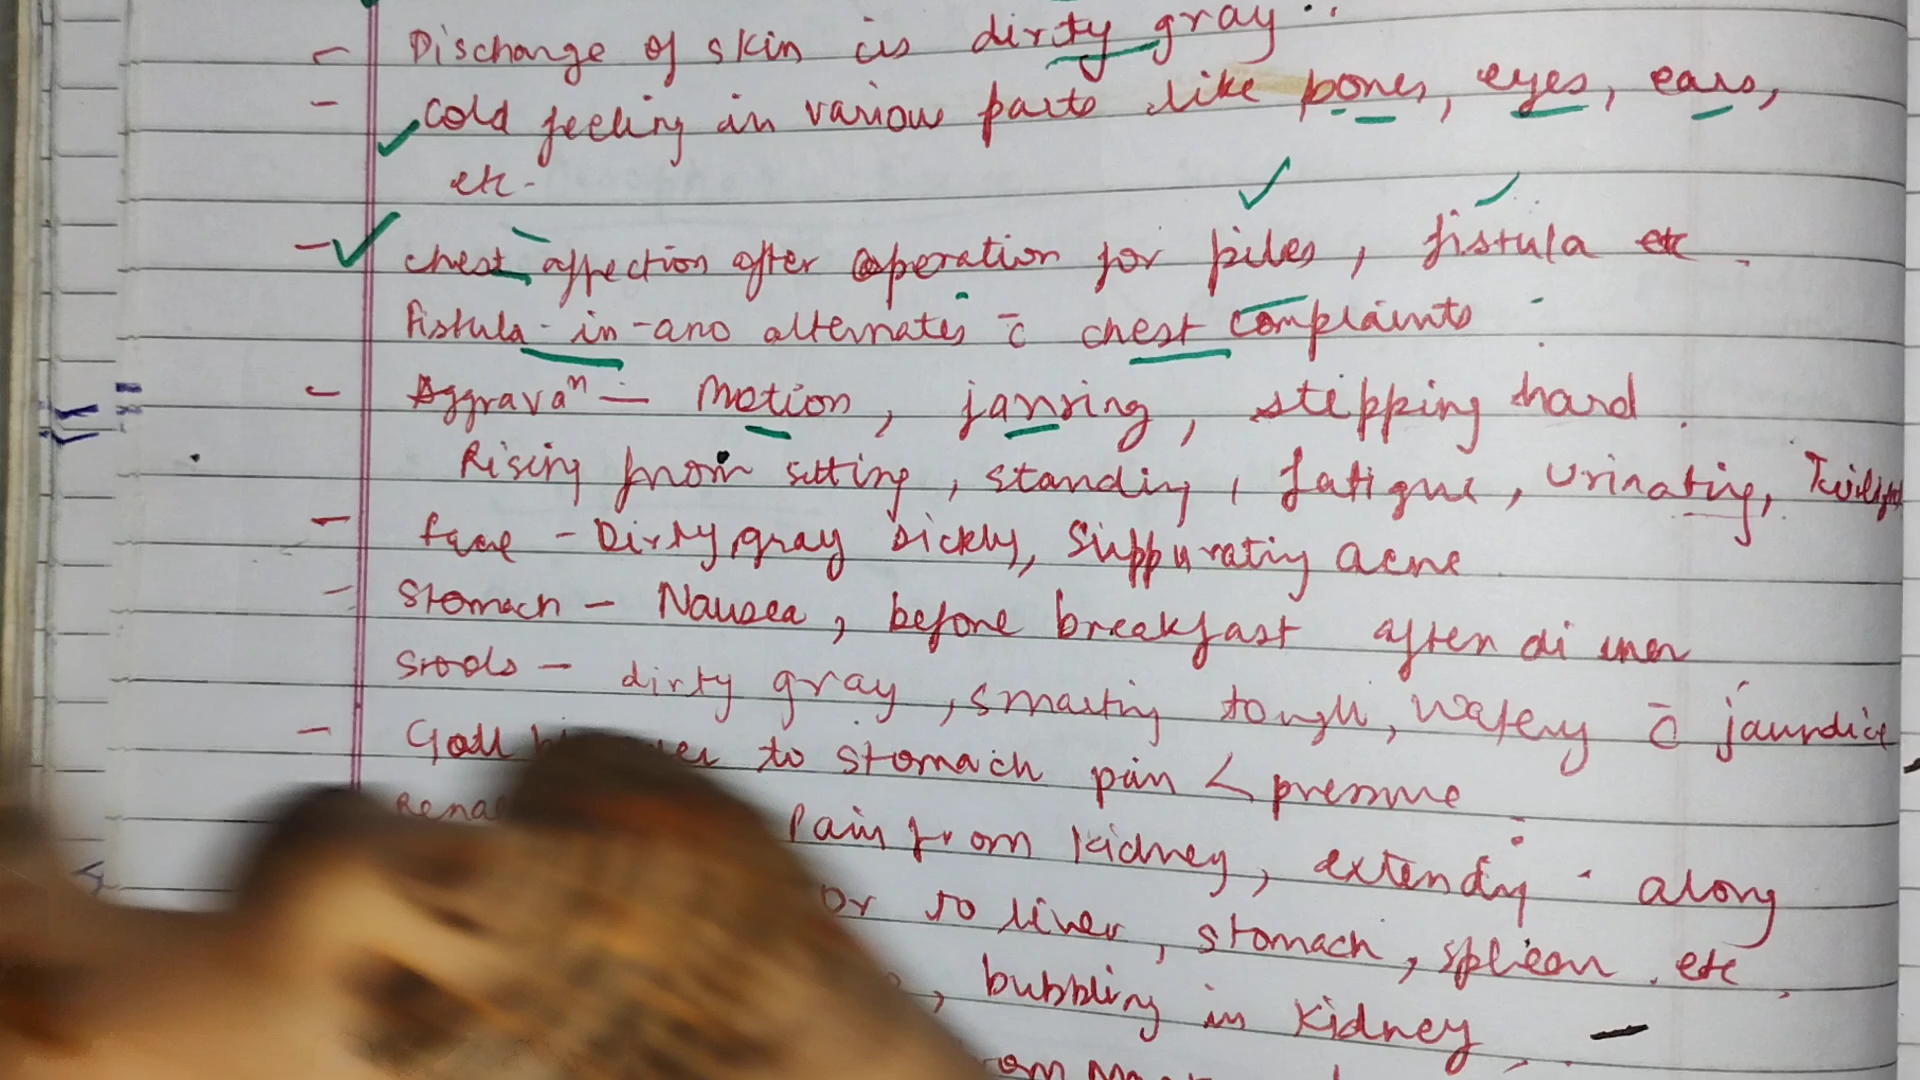 - Discharge of skin is dirty gray.
- Cold feeling in various parts like bones, eyes, ears,
etc.
- chest affection after operation for piles, fistula etc.
Fistula-in-ano alternates c̄ chest complaints
- Aggravaⁿ - Motion, jarring, stepping hard.
Rising from sitting, standing, fatigue, urinating,
- face - Dirty gray sickly, suppurating acne
- Stomach - Nausea, before breakfast after dinner
Stools - dirty gray, smarting tough, watery c̄ jaundice
- Gall to stomach pain < pressure
Pain from kidney, extending along
or to liver, stomach, spleen. etc.
, bubbling in kidney